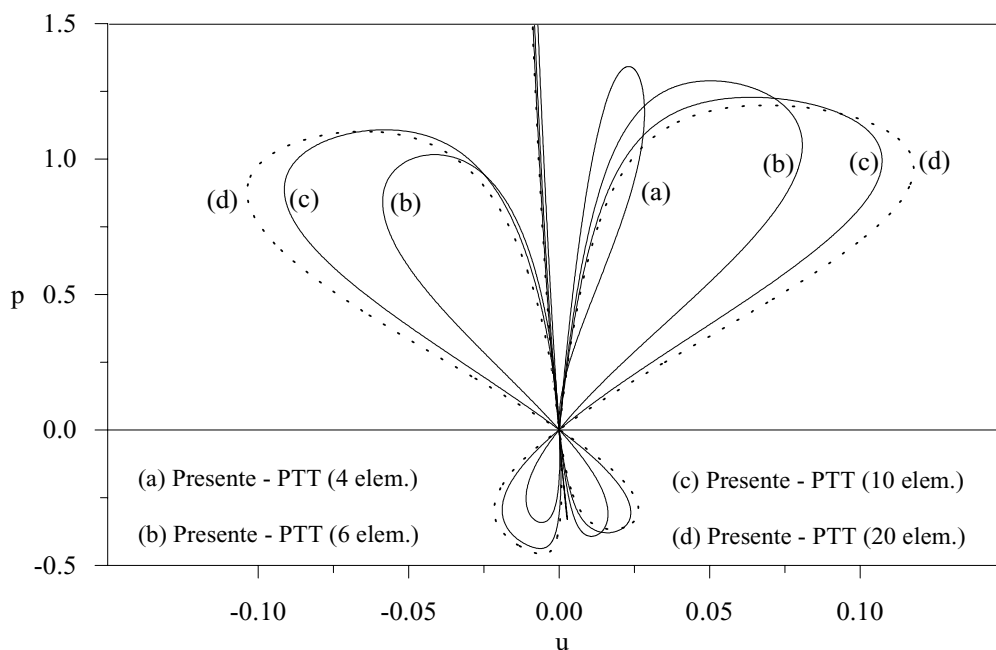 1.5
1.0
(d)
(c)
(b)
(a)
(b)
(c)
(d)
0.5
p
0.0
(a) Presente - PTT (4 elem.)
(c) Presente - PTT (10 elem.)
(b) Presente - PTT (6 elem.)
(d) Presente - PTT (20 elem.)
-0.5
-0.10
-0.05
0.00
0.05
0.10
u